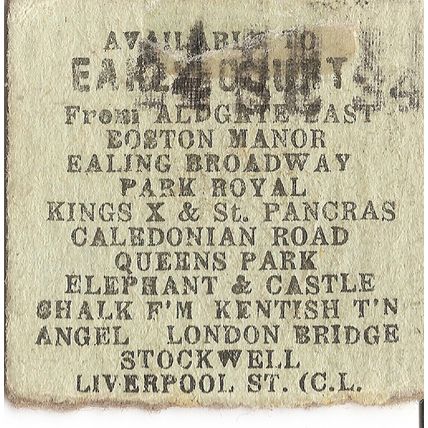 AVAILABLE TO
EARLS COURT
From ALDGATE EAST
BOSTON MANOR
EALING BROADWAY
PARK ROYAL
KINGS X & St. PANCRAS
CALEDONIAN ROAD
QUEENS PARK
ELEPHANT & CASTLE
CHALK F'M KENTISH T'N
ANGEL LONDON BRIDGE
STOCKWELL
LIVERPOOL ST. (C.L.